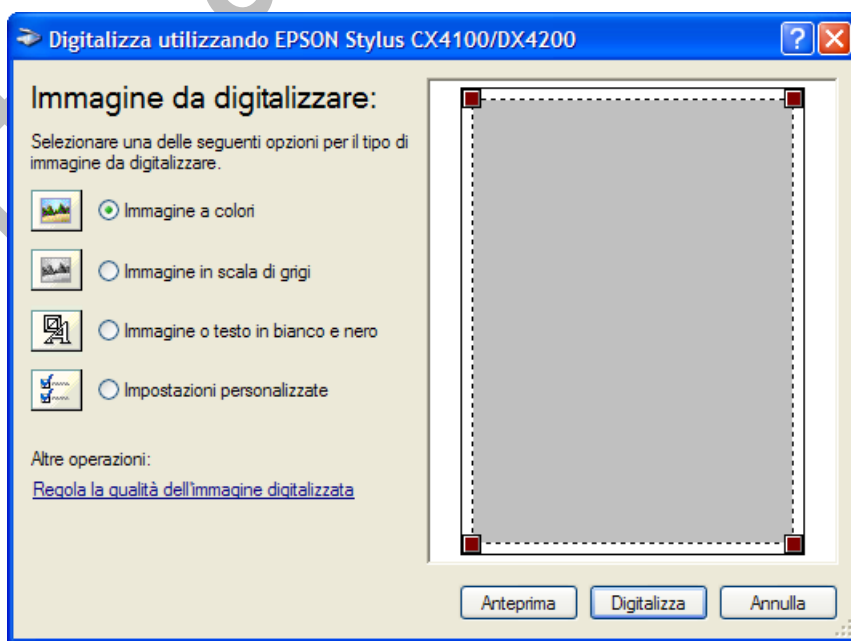 Digitalizza utilizzando EPSON Stylus CX4100/DX4200
Immagine da digitalizzare:
Selezionare una delle seguenti opzioni per il tipo di
immagine da digitalizzare.
Immagine a colori
Immagine in scala di grigi
Immagine o testo in bianco e nero
Impostazioni personalizzate
Altre operazioni:
Regola la qualità dell'immagine digitalizzata
Anteprima Digitalizza Annulla